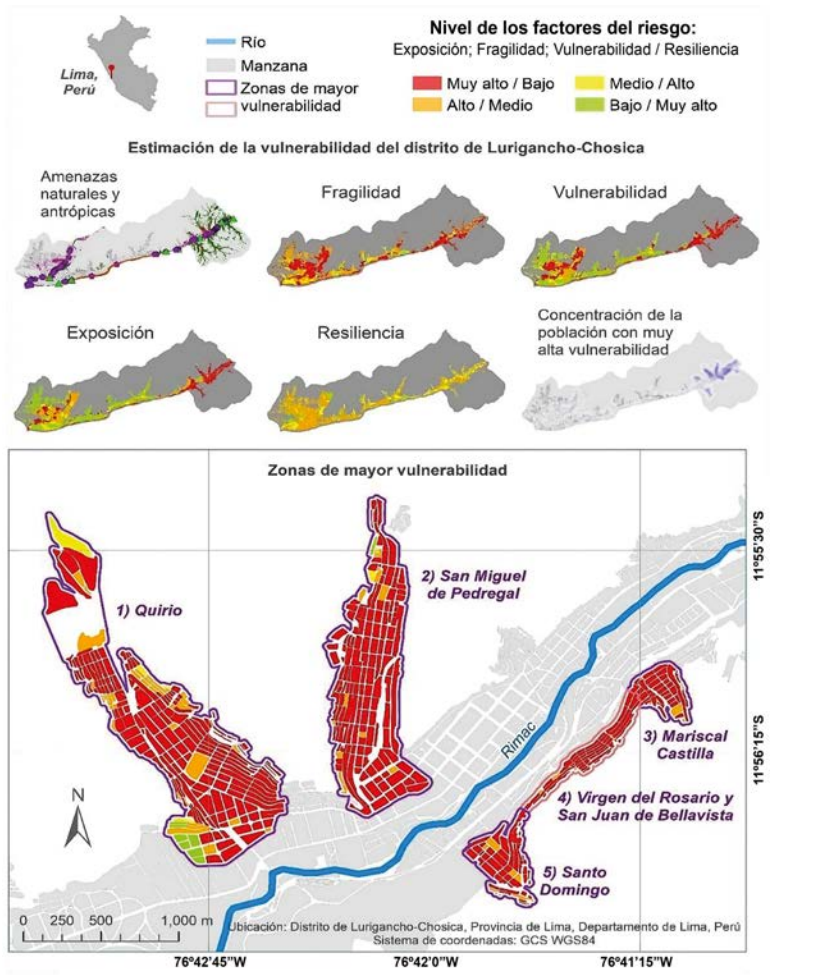 Lima,
Perú
Río
Manzana
Zonas de mayor
vulnerabilidad
Nivel de los factores del riesgo:
Exposición; Fragilidad; Vulnerabilidad / Resiliencia
Muy alto / Bajo
Medio / Alto
Alto / Medio
Bajo / Muy alto
Estimación de la vulnerabilidad del distrito de Lurigancho-Chosica
Amenazas
naturales y
antrópicas
Fragilidad
Vulnerabilidad
Exposición
Resiliencia
Concentración de la
población con muy
alta vulnerabilidad
Zonas de mayor vulnerabilidad
1) Quirio
2) San Miguel
de Pedregal
Rimac
3) Mariscal
Castilla
4) Virgen del Rosario y
San Juan de Bellavista
5) Santo
Domingo
11°55'30"S
11°56'15"S
N
0 250 500 1,000 m
Ubicación: Distrito de Lurigancho-Chosica, Provincia de Lima, Departamento de Lima, Perú
Sistema de coordenadas: GCS WGS84
76°42'45"W
76°42'0"W
76°41'15"W